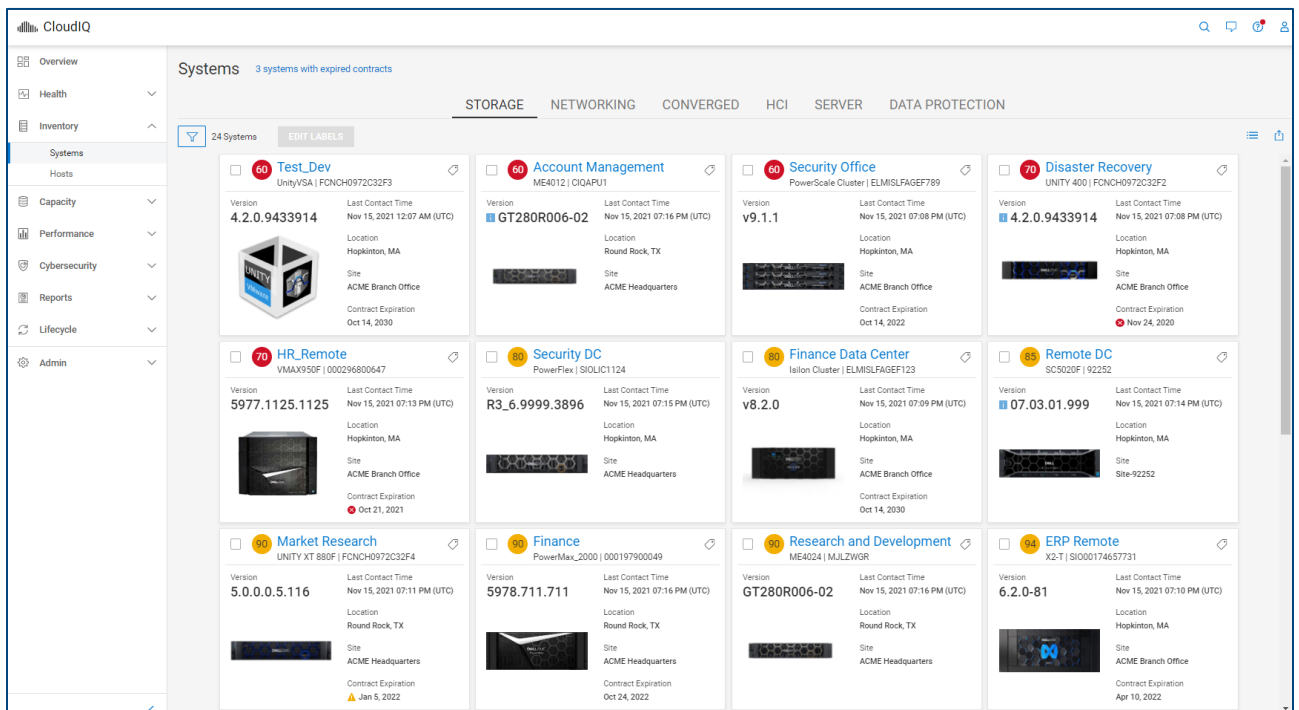 CloudIQ
Overview
Health
Inventory
Systems
Hosts
Capacity
Performance
Cybersecurity
Reports
Lifecycle
Admin
Systems 3 systems with expired contracts
STORAGE NETWORKING CONVERGED HCI SERVER DATA PROTECTION
24 Systems EDIT LABELS
60 Test_Dev
UnityVSA | FCNCH0972C32F3
Version
4.2.0.9433914
Last Contact Time
Nov 15, 2021 12:07 AM (UTC)
Location
Hopkinton, MA
Site
ACME Branch Office
Contract Expiration
Oct 14, 2030
UNITY
VMware
60 Account Management
ME4012 | CIQAPU1
Version
GT280R006-02
Last Contact Time
Nov 15, 2021 07:16 PM (UTC)
Location
Round Rock, TX
Site
ACME Headquarters
60 Security Office
PowerScale Cluster | ELMISLFAGEF789
Version
v9.1.1
Last Contact Time
Nov 15, 2021 07:08 PM (UTC)
Location
Hopkinton, MA
Site
ACME Branch Office
Contract Expiration
Oct 14, 2022
70 Disaster Recovery
UNITY 400 | FCNCH0972C32F2
Version
4.2.0.9433914
Last Contact Time
Nov 15, 2021 07:08 PM (UTC)
Location
Hopkinton, MA
Site
ACME Branch Office
Contract Expiration
Nov 24, 2020
70 HR_Remote
VMAX950F | 000296800647
Version
5977.1125.1125
Last Contact Time
Nov 15, 2021 07:13 PM (UTC)
Location
Hopkinton, MA
Site
ACME Branch Office
Contract Expiration
Oct 21, 2021
80 Security DC
PowerFlex | SIOLIC1124
Version
R3_6.9999.3896
Last Contact Time
Nov 15, 2021 07:15 PM (UTC)
Location
Hopkinton, MA
Site
ACME Headquarters
80 Finance Data Center
Isilon Cluster | ELMISLFAGEF123
Version
v8.2.0
Last Contact Time
Nov 15, 2021 07:09 PM (UTC)
Location
Hopkinton, MA
Site
ACME Branch Office
Contract Expiration
Oct 14, 2030
85 Remote DC
SC5020F | 92252
Version
07.03.01.999
Last Contact Time
Nov 15, 2021 07:14 PM (UTC)
Location
Hopkinton, MA
Site
Site-92252
90 Market Research
UNITY XT 880F | FCNCH0972C32F4
Version
5.0.0.0.5.116
Last Contact Time
Nov 15, 2021 07:11 PM (UTC)
Location
Round Rock, TX
Site
ACME Headquarters
Contract Expiration
Jan 5, 2022
90 Finance
PowerMax_2000 | 000197900049
Version
5978.711.711
Last Contact Time
Nov 15, 2021 07:16 PM (UTC)
Location
Round Rock, TX
Site
ACME Headquarters
Contract Expiration
Oct 24, 2022
90 Research and Development
ME4024 | MJLZWGR
Version
GT280R006-02
Last Contact Time
Nov 15, 2021 07:16 PM (UTC)
Location
Round Rock, TX
Site
ACME Headquarters
94 ERP Remote
X2-T | SIO00174657731
Version
6.2.0-81
Last Contact Time
Nov 15, 2021 07:10 PM (UTC)
Location
Hopkinton, MA
Site
ACME Branch Office
Contract Expiration
Apr 10, 2022